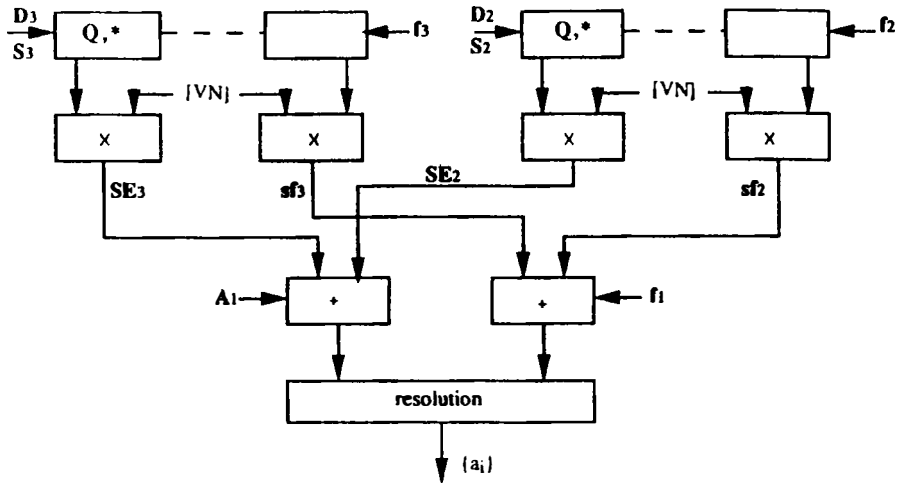 D3 Q,* f3 D2 Q,* f2
S3 S2
[VN] [VN]
× × × ×
SE3 sf3 SE2 sf2
A1 + + f1
resolution
{ai}